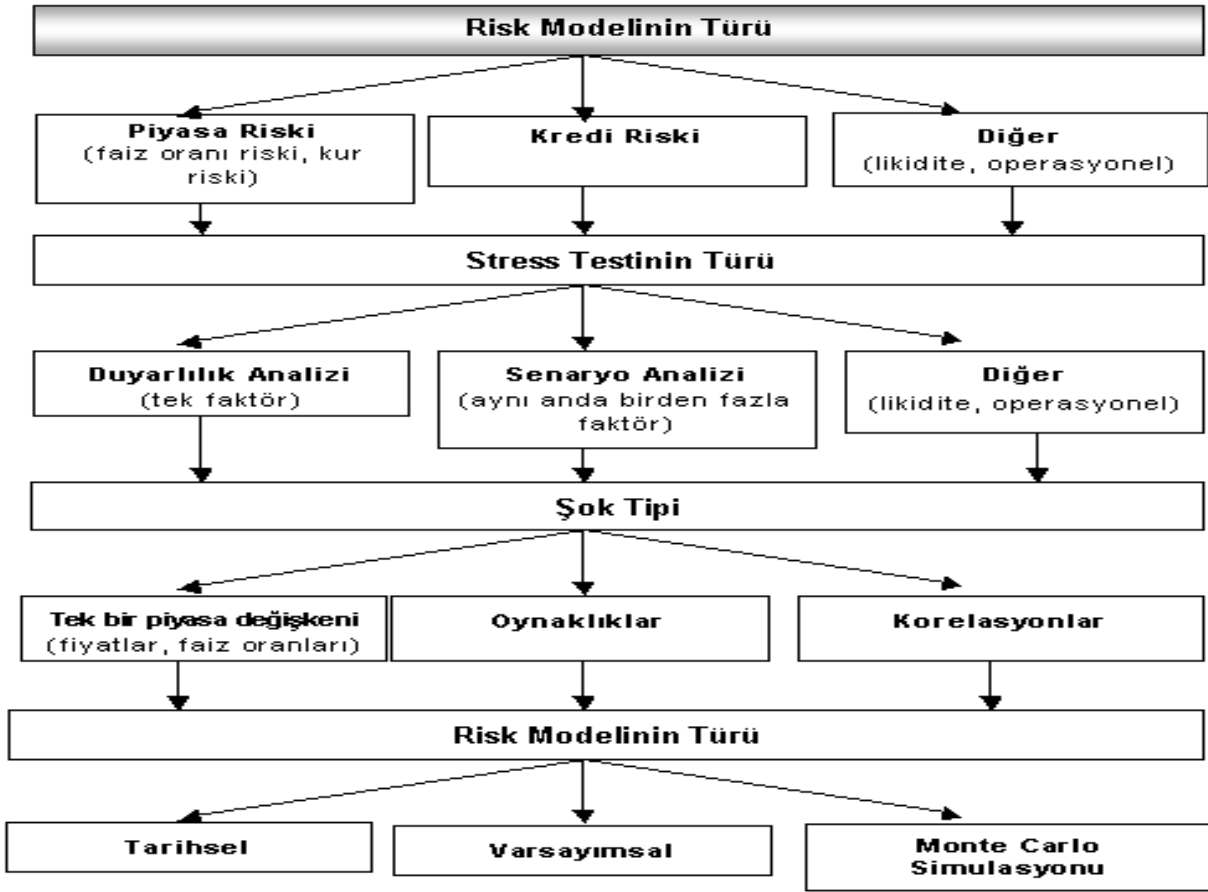 Risk Modelinin Türü
Piyasa Riski
(faiz oranı riski, kur
riski)
Kredi Riski
Diğer
(likidite, operasyonel)
Stress Testinin Türü
Duyarlılık Analizi
(tek faktör)
Senaryo Analizi
(aynı anda birden fazla
faktör)
Diğer
(likidite, operasyonel)
Şok Tipi
Tek bir piyasa değişkeni
(fiyatlar, faiz oranları)
Oynaklıklar
Korelasyonlar
Risk Modelinin Türü
Tarihsel
Varsayımsal
Monte Carlo
Simulasyonu